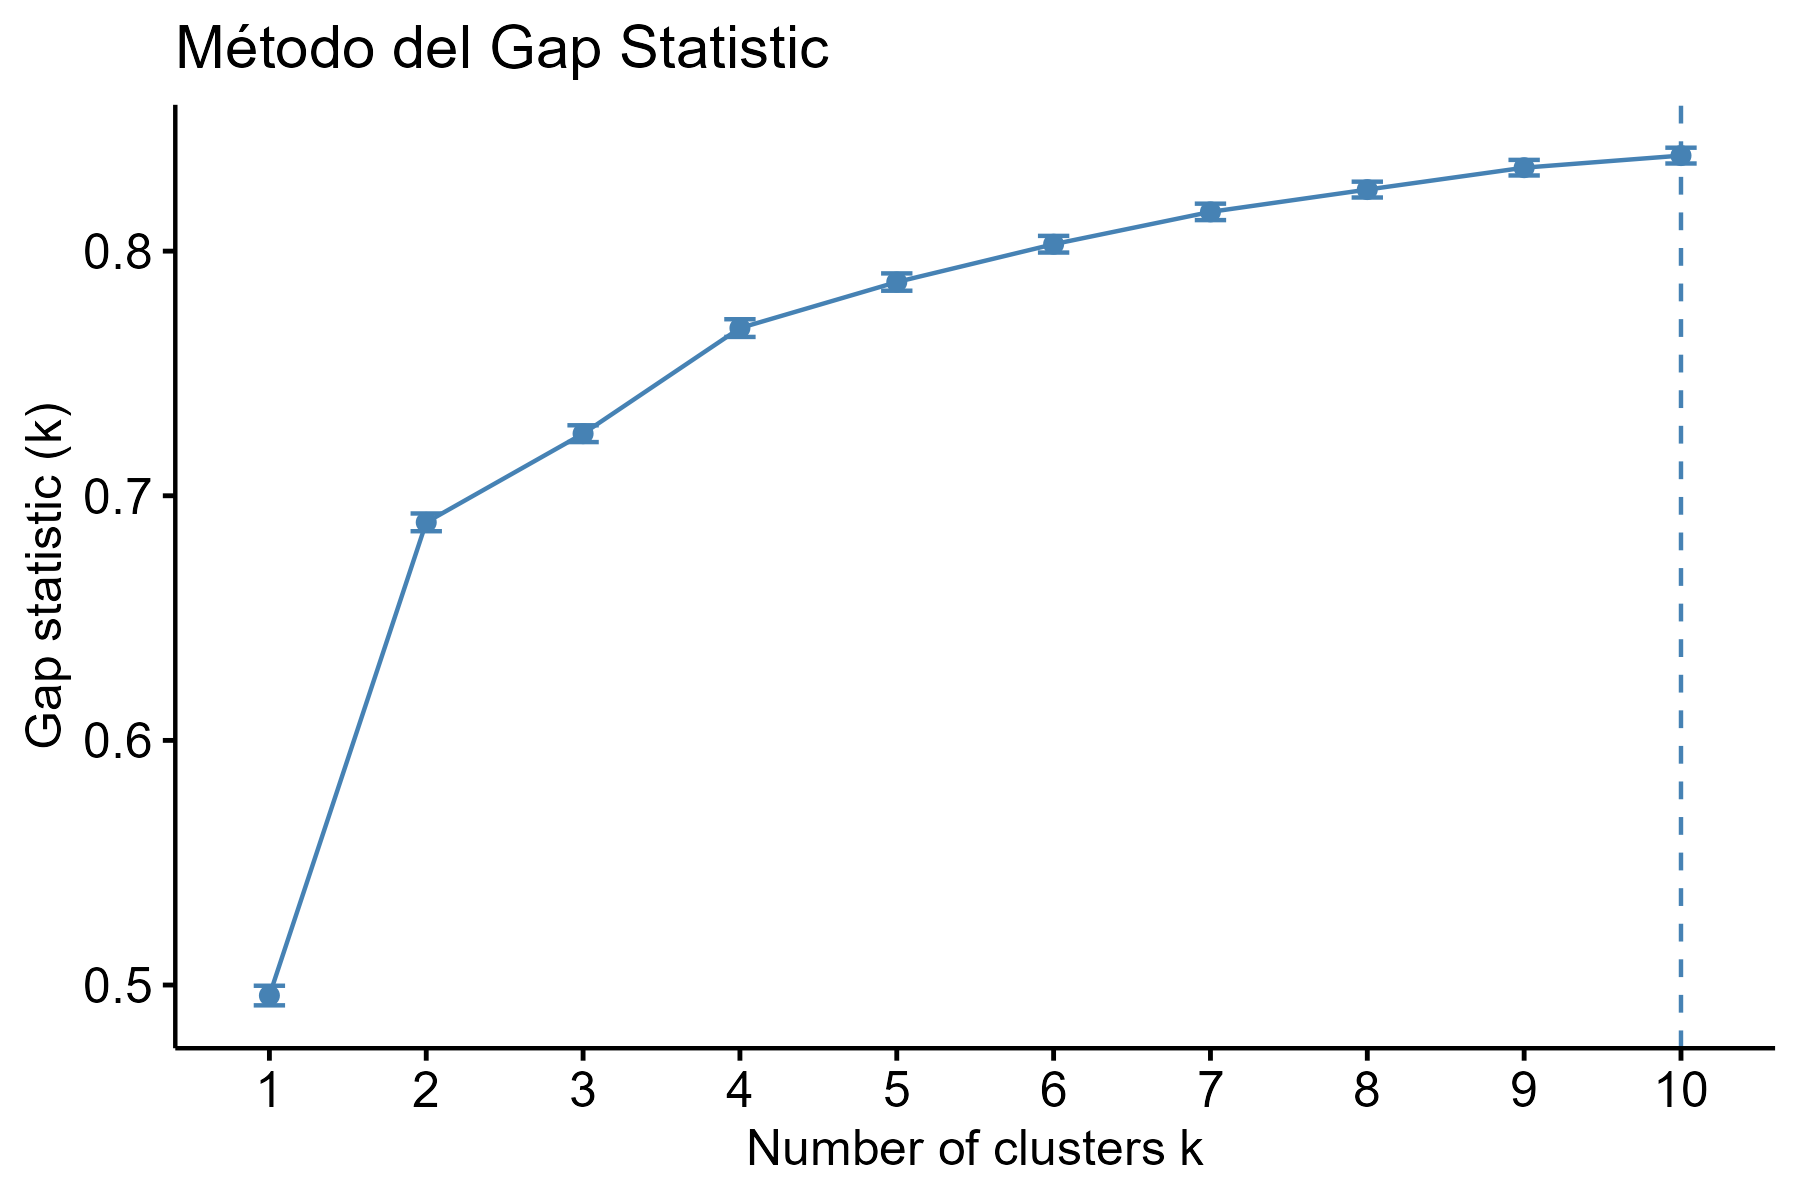 Método del Gap Statistic
Gap statistic (k)
0.8
0.7
0.6
0.5
1 2 3 4 5 6 7 8 9 10
Number of clusters k